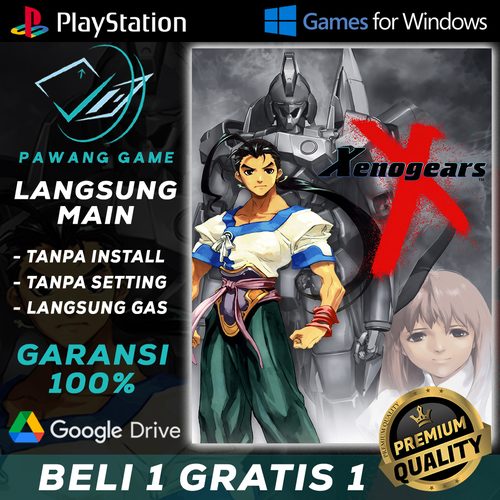 PlayStation
Games for Windows
PAWANG GAME
LANGSUNG
MAIN
- TANPA INSTALL
- TANPA SETTING
- LANGSUNG GAS
GARANSI
100%
Google Drive
Xenogears
PREMIUM
QUALITY
BELI 1 GRATIS 1